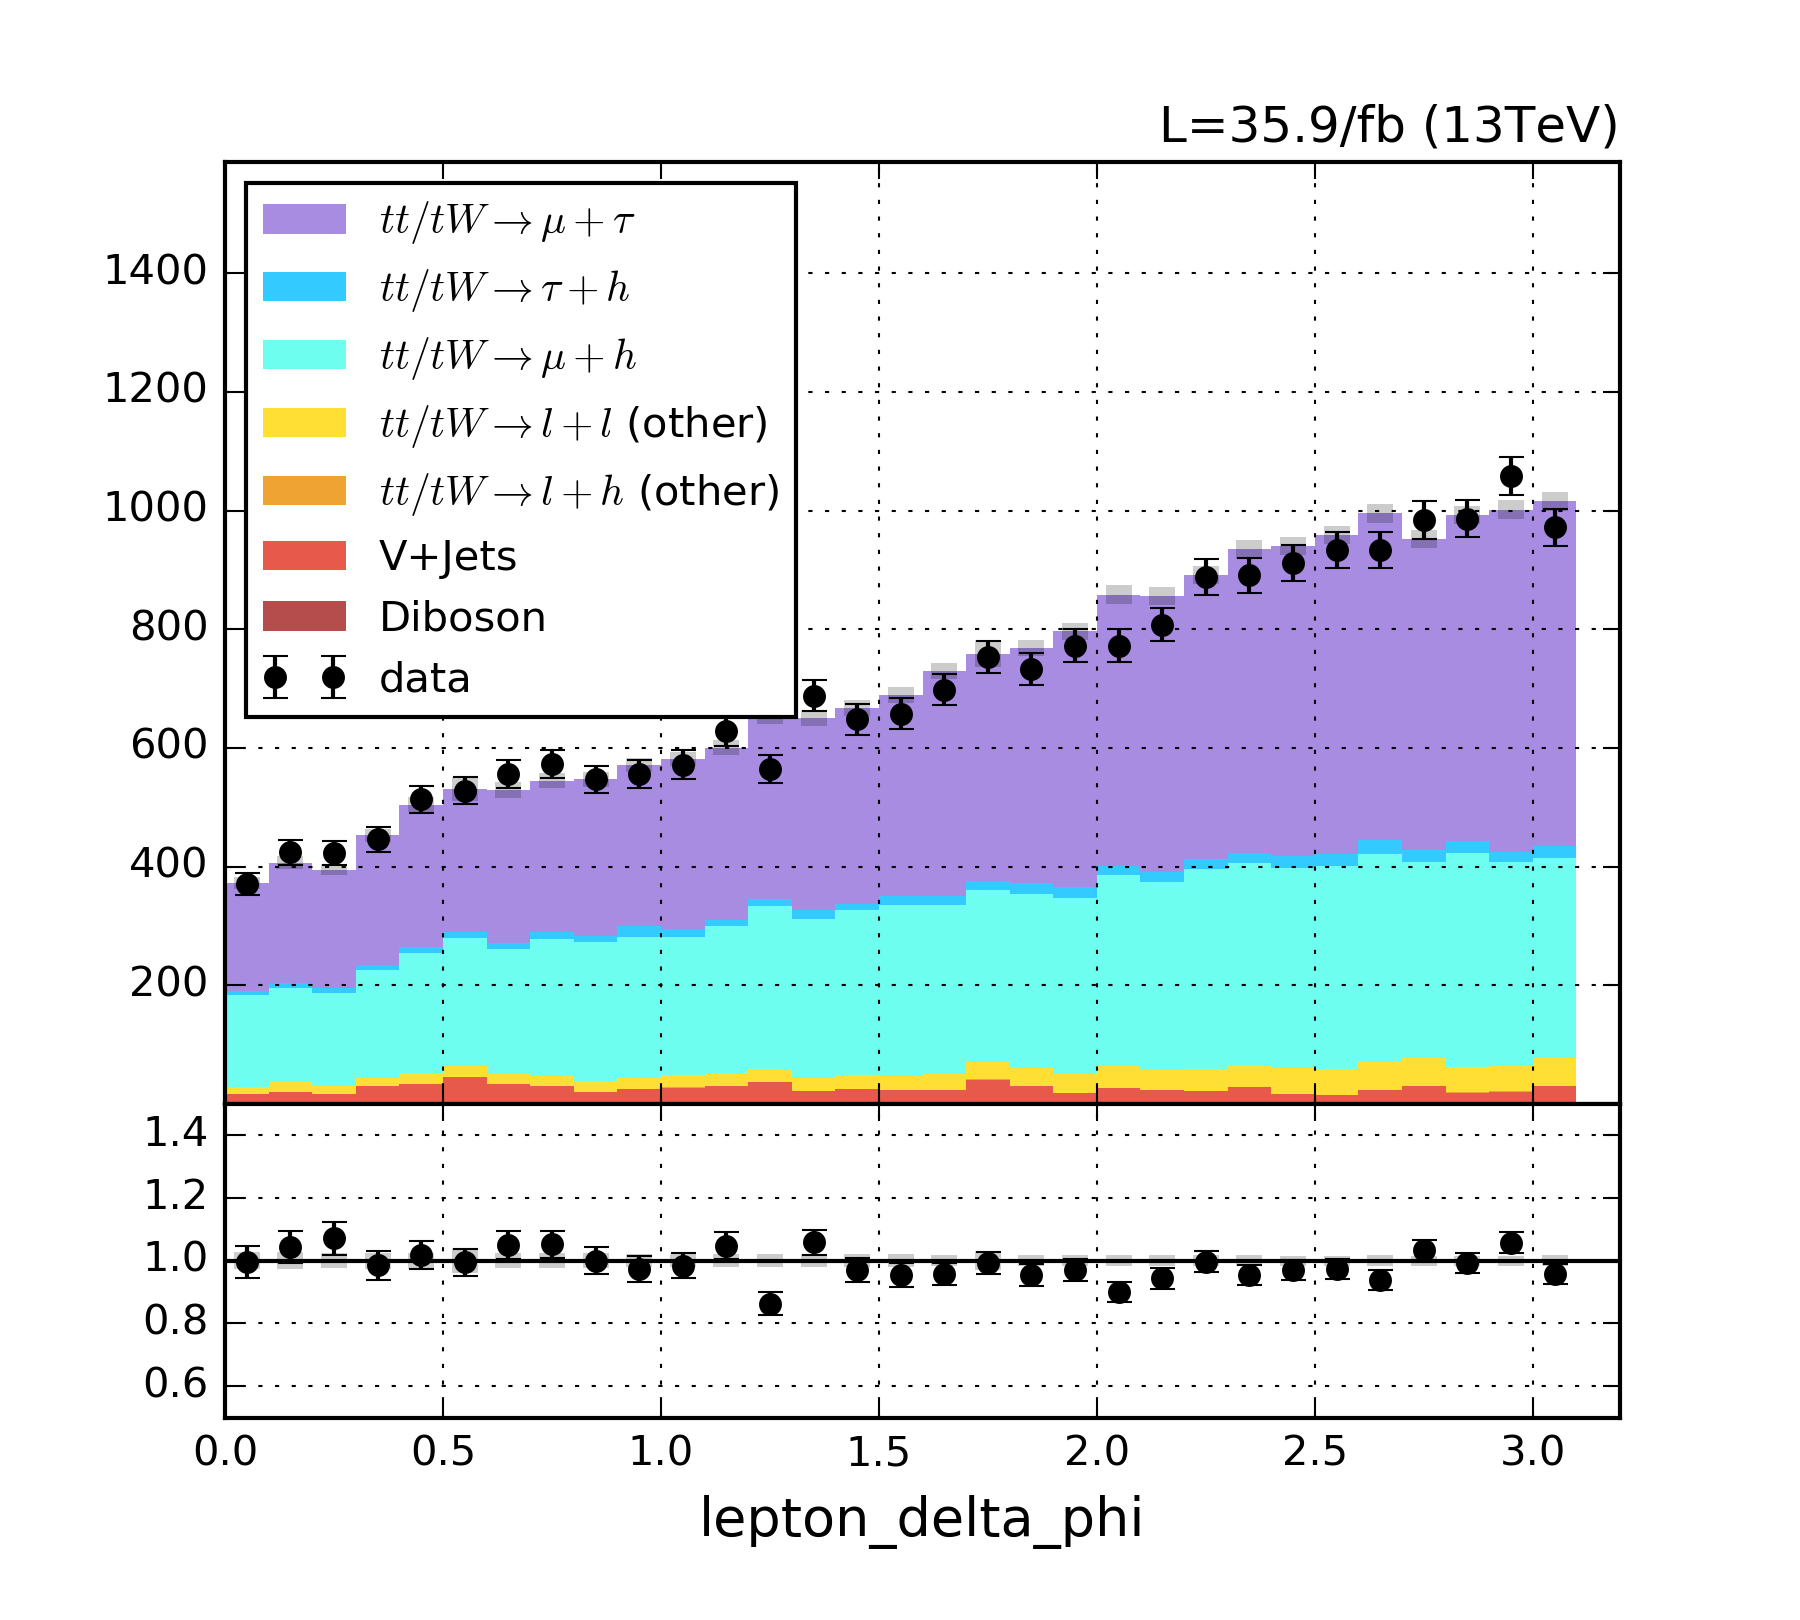 L=35.9/fb (13TeV)
tt/tW→μ+τ
tt/tW→τ+h
tt/tW→μ+h
tt/tW→l+l (other)
tt/tW→l+h (other)
V+Jets
Diboson
data
1400
1200
1000
800
600
400
200
1.4
1.2
1.0
0.8
0.6
0.0 0.5 1.0 1.5 2.0 2.5 3.0
lepton_delta_phi